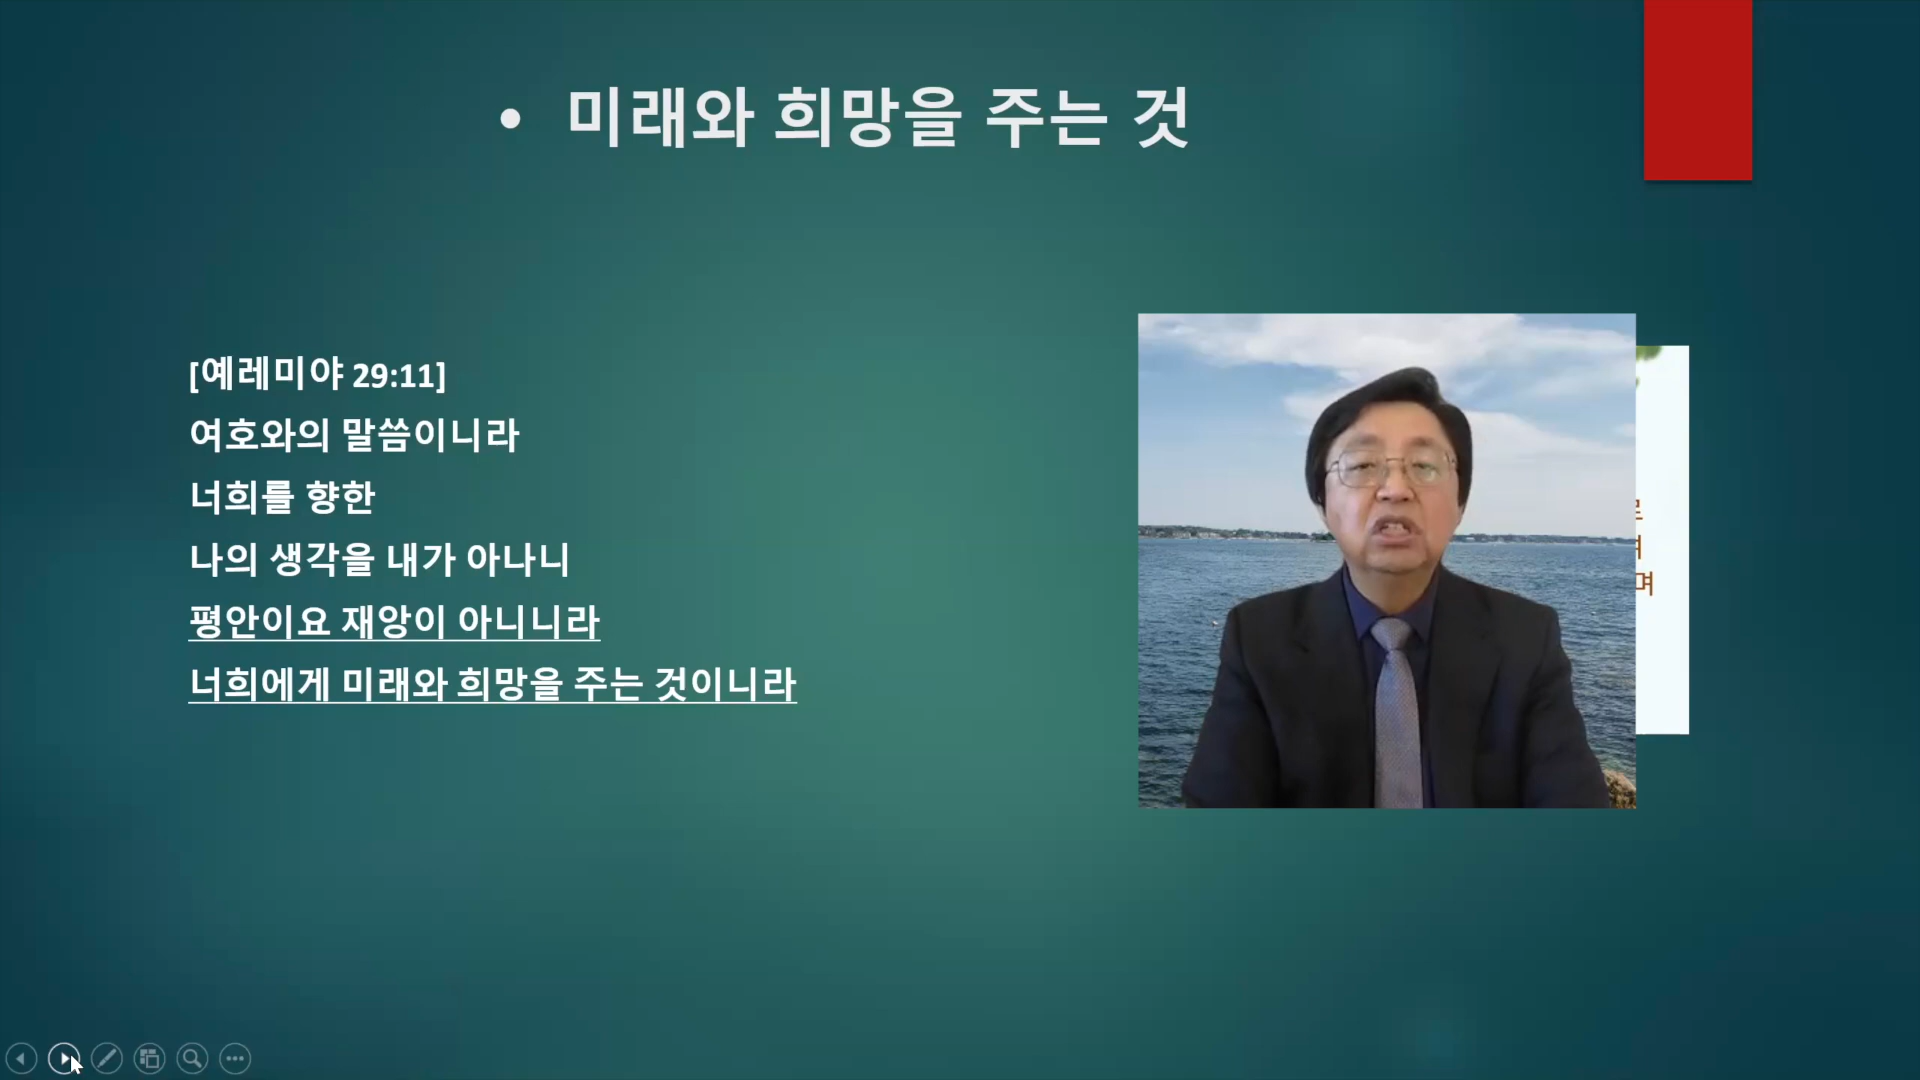 • 미래와 희망을 주는 것
[예레미야 29:11]
여호와의 말씀이니라
너희를 향한
나의 생각을 내가 아나니
평안이요 재앙이 아니니라
너희에게 미래와 희망을 주는 것이니라
며